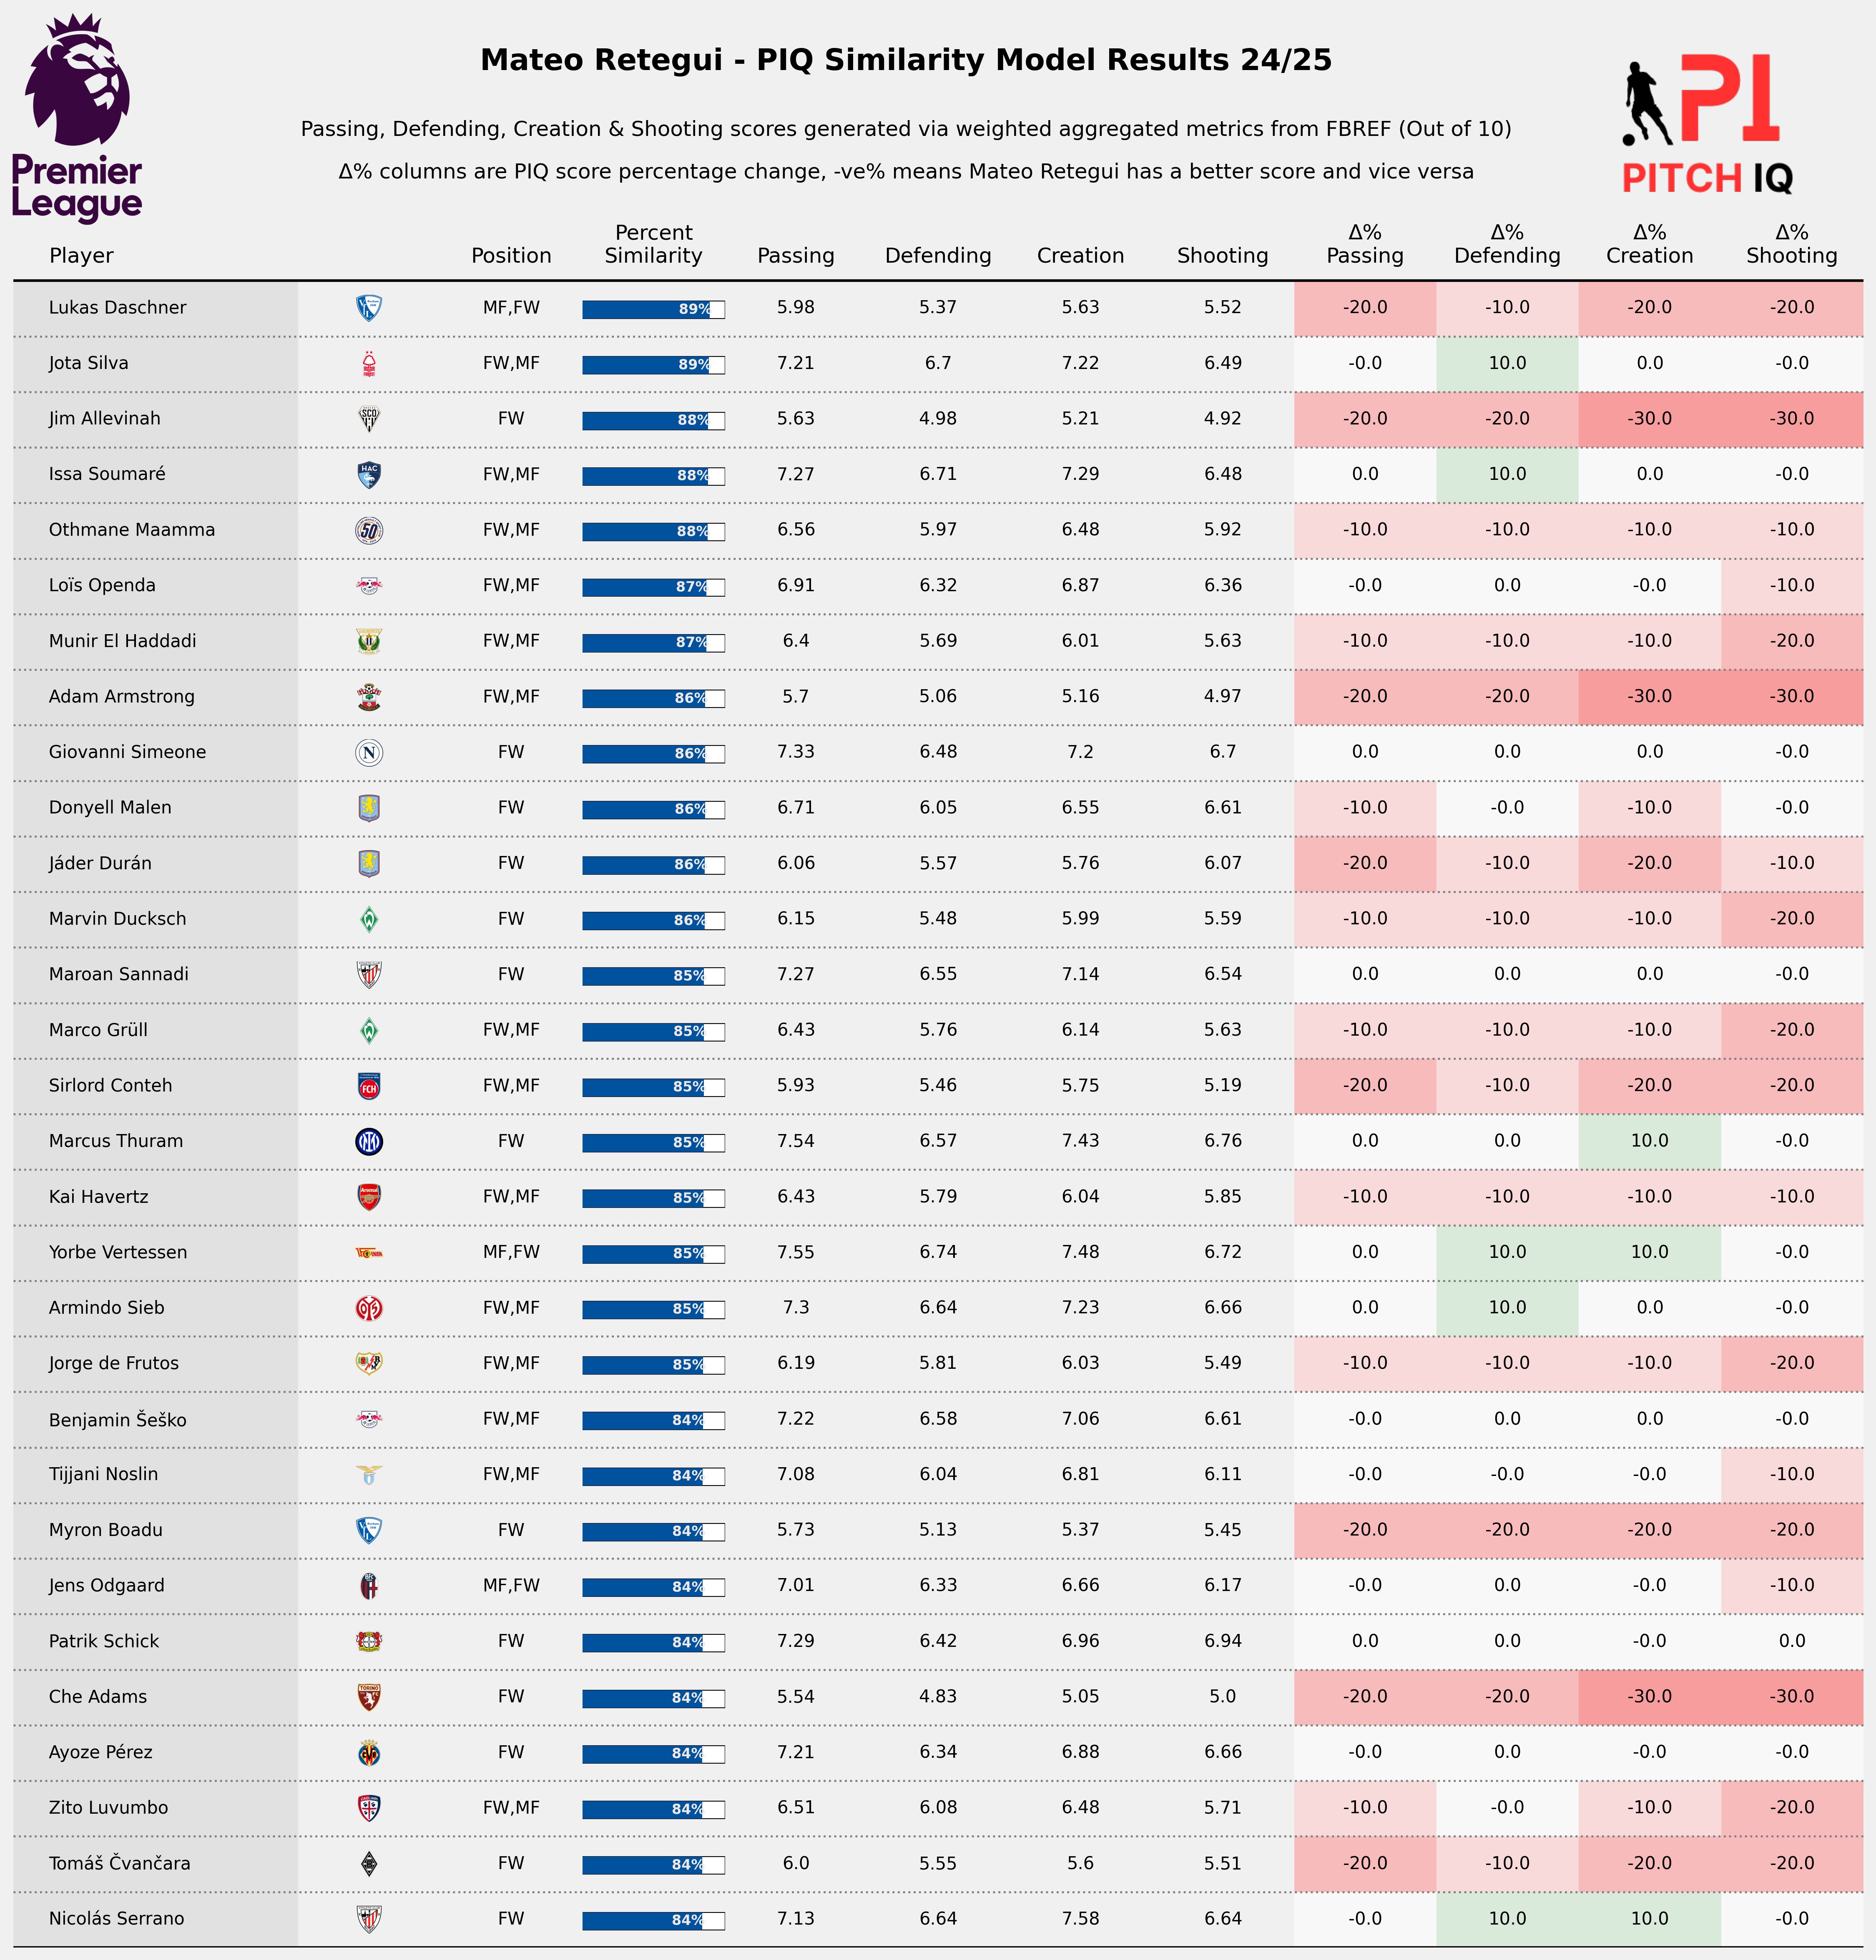 Mateo Retegui - PIQ Similarity Model Results 24/25
Passing, Defending, Creation & Shooting scores generated via weighted aggregated metrics from FBREF (Out of 10)
Δ% columns are PIQ score percentage change, -ve% means Mateo Retegui has a better score and vice versa
Premier
League
PI
PITCH IQ
Player Position Percent Similarity Passing Defending Creation Shooting Δ% Passing Δ% Defending Δ% Creation Δ% Shooting
Lukas Daschner MF,FW 89% 5.98 5.37 5.63 5.52 -20.0 -10.0 -20.0 -20.0
Jota Silva FW,MF 89% 7.21 6.7 7.22 6.49 -0.0 10.0 0.0 -0.0
Jim Allevinah SCO FW 88% 5.63 4.98 5.21 4.92 -20.0 -20.0 -30.0 -30.0
Issa Soumaré HAC FW,MF 88% 7.27 6.71 7.29 6.48 0.0 10.0 0.0 -0.0
Othmane Maamma 50 FW,MF 88% 6.56 5.97 6.48 5.92 -10.0 -10.0 -10.0 -10.0
Loïs Openda FW,MF 87% 6.91 6.32 6.87 6.36 -0.0 0.0 -0.0 -10.0
Munir El Haddadi FW,MF 87% 6.4 5.69 6.01 5.63 -10.0 -10.0 -10.0 -20.0
Adam Armstrong FW,MF 86% 5.7 5.06 5.16 4.97 -20.0 -20.0 -30.0 -30.0
Giovanni Simeone N FW 86% 7.33 6.48 7.2 6.7 0.0 0.0 0.0 -0.0
Donyell Malen FW 86% 6.71 6.05 6.55 6.61 -10.0 -0.0 -10.0 -0.0
Jáder Durán FW 86% 6.06 5.57 5.76 6.07 -20.0 -10.0 -20.0 -10.0
Marvin Ducksch W FW 86% 6.15 5.48 5.99 5.59 -10.0 -10.0 -10.0 -20.0
Maroan Sannadi FW 85% 7.27 6.55 7.14 6.54 0.0 0.0 0.0 -0.0
Marco Grüll W FW,MF 85% 6.43 5.76 6.14 5.63 -10.0 -10.0 -10.0 -20.0
Sirlord Conteh FCH FW,MF 85% 5.93 5.46 5.75 5.19 -20.0 -10.0 -20.0 -20.0
Marcus Thuram FW 85% 7.54 6.57 7.43 6.76 0.0 0.0 10.0 -0.0
Kai Havertz Arsenal FW,MF 85% 6.43 5.79 6.04 5.85 -10.0 -10.0 -10.0 -10.0
Yorbe Vertessen MF,FW 85% 7.55 6.74 7.48 6.72 0.0 10.0 10.0 -0.0
Armindo Sieb FW,MF 85% 7.3 6.64 7.23 6.66 0.0 10.0 0.0 -0.0
Jorge de Frutos FW,MF 85% 6.19 5.81 6.03 5.49 -10.0 -10.0 -10.0 -20.0
Benjamin Šeško FW,MF 84% 7.22 6.58 7.06 6.61 -0.0 0.0 0.0 -0.0
Tijjani Noslin FW,MF 84% 7.08 6.04 6.81 6.11 -0.0 -0.0 -0.0 -10.0
Myron Boadu FW 84% 5.73 5.13 5.37 5.45 -20.0 -20.0 -20.0 -20.0
Jens Odgaard BFC MF,FW 84% 7.01 6.33 6.66 6.17 -0.0 0.0 -0.0 -10.0
Patrik Schick FW 84% 7.29 6.42 6.96 6.94 0.0 0.0 -0.0 0.0
Che Adams TORINO FW 84% 5.54 4.83 5.05 5.0 -20.0 -20.0 -30.0 -30.0
Ayoze Pérez FW 84% 7.21 6.34 6.88 6.66 -0.0 0.0 -0.0 -0.0
Zito Luvumbo FW,MF 84% 6.51 6.08 6.48 5.71 -10.0 -0.0 -10.0 -20.0
Tomáš Čvančara FW 84% 6.0 5.55 5.6 5.51 -20.0 -10.0 -20.0 -20.0
Nicolás Serrano FW 84% 7.13 6.64 7.58 6.64 -0.0 10.0 10.0 -0.0